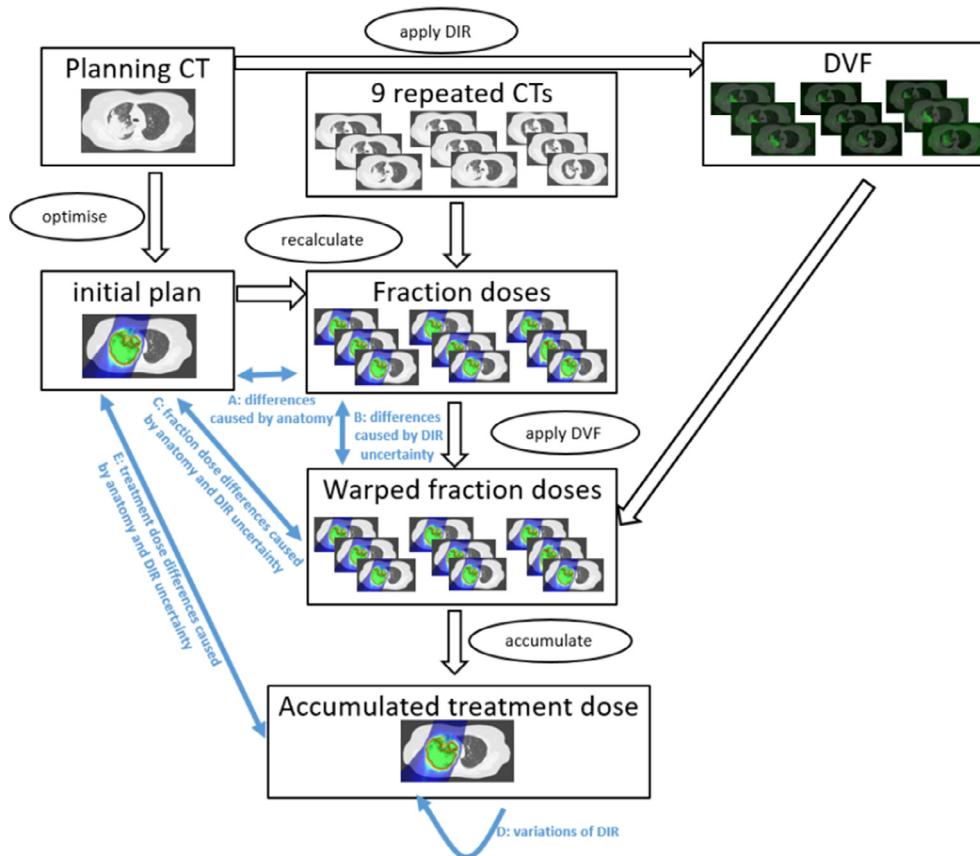 apply DIR
Planning CT
9 repeated CTs
DVF
optimise
recalculate
initial plan
Fraction doses
A: differences
caused by anatomy
B: differences
caused by DIR
uncertainty
apply DVF
C: fraction dose differences caused
by anatomy and DIR uncertainty
E: treatment dose differences caused
by anatomy and DIR uncertainty
Warped fraction doses
accumulate
Accumulated treatment dose
D: variations of DIR